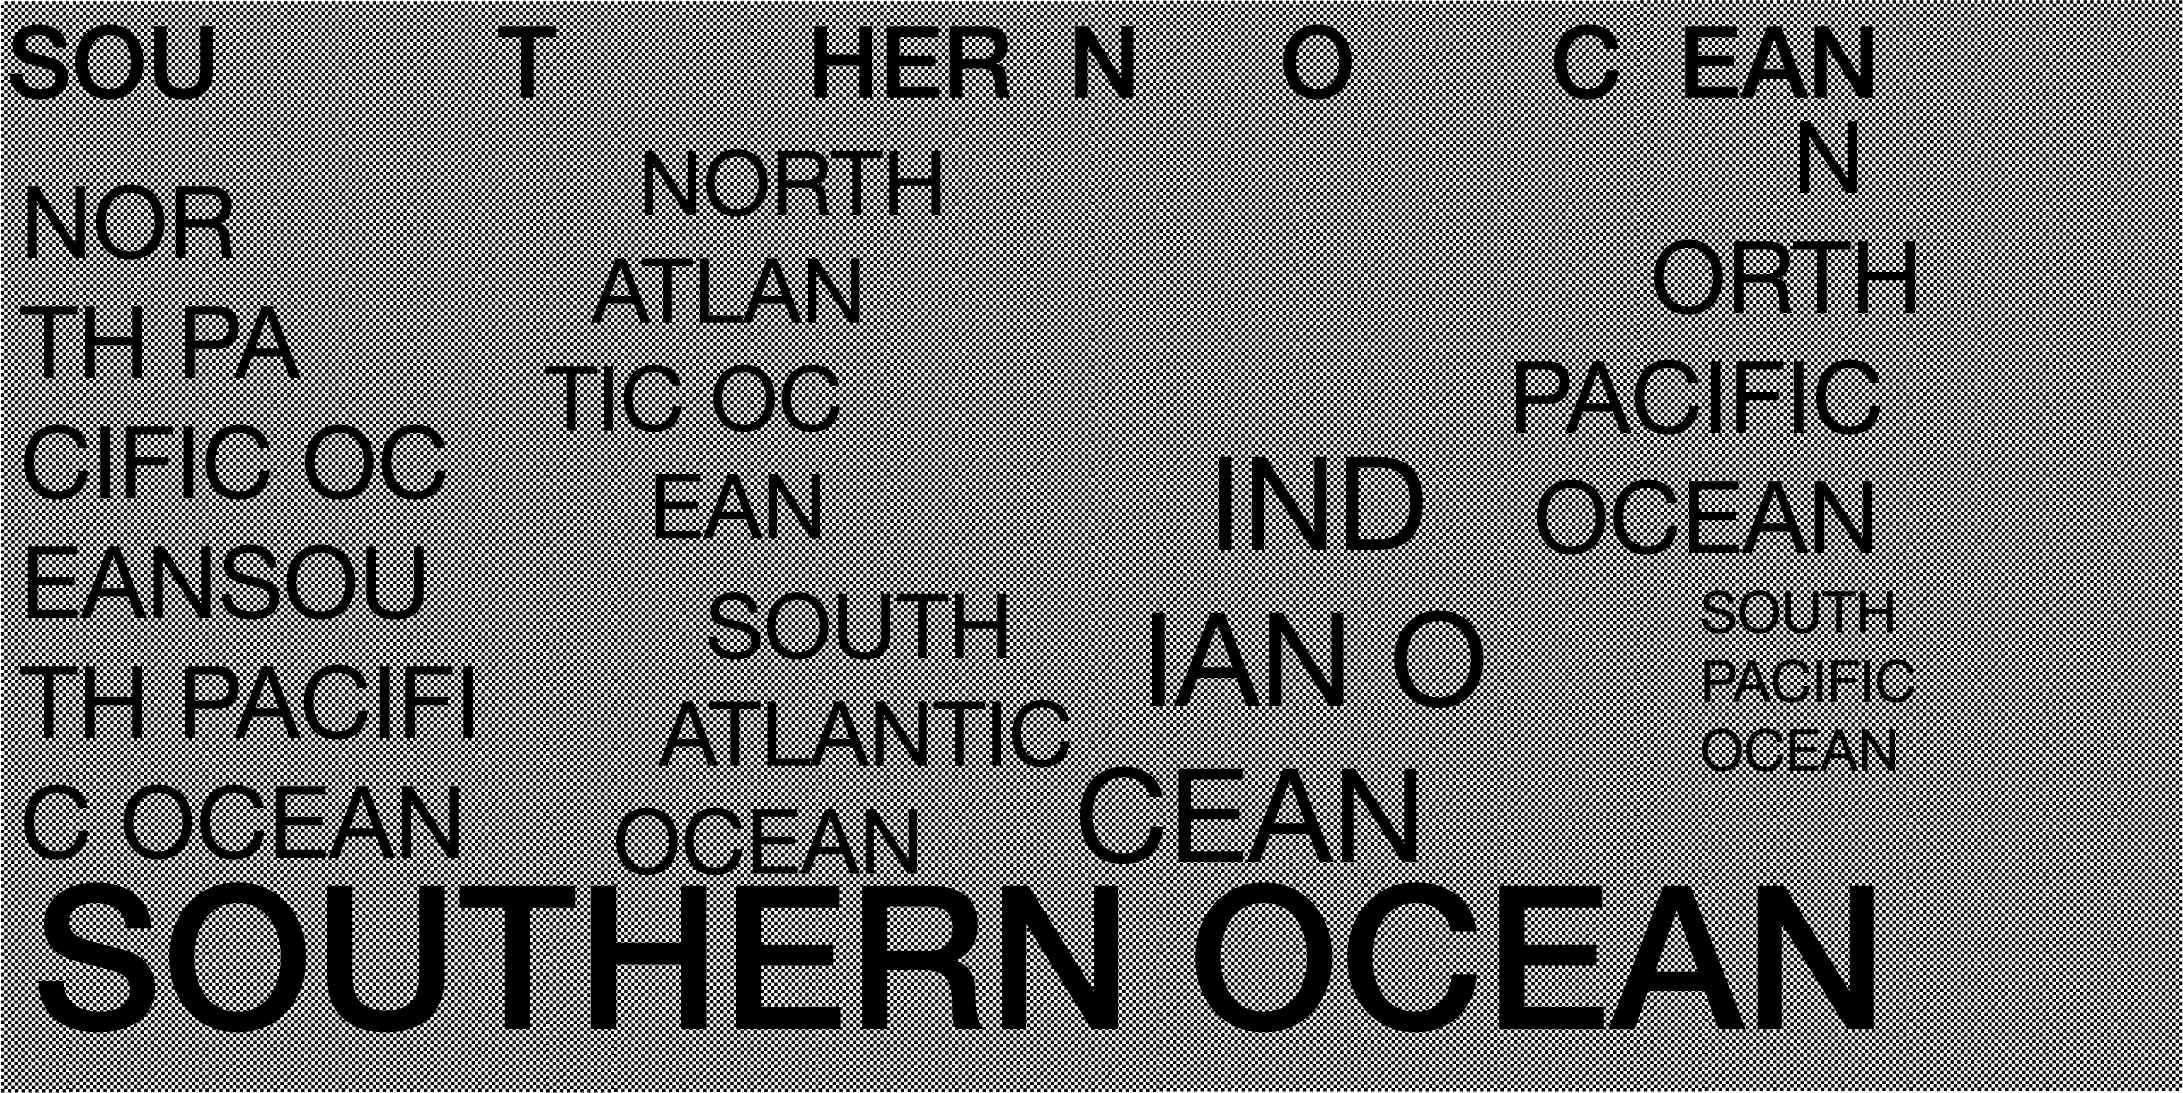 SOU T HER N O C EAN
NOR
TH PA
CIFIC OC
EANSOU
TH PACIFI
C OCEAN
NORTH
ATLAN
TIC OC
EAN
SOUTH
ATLANTIC
OCEAN
IND
IAN O
CEAN
N
ORTH
PACIFIC
OCEAN
SOUTH
PACIFIC
OCEAN
SOUTHERN OCEAN